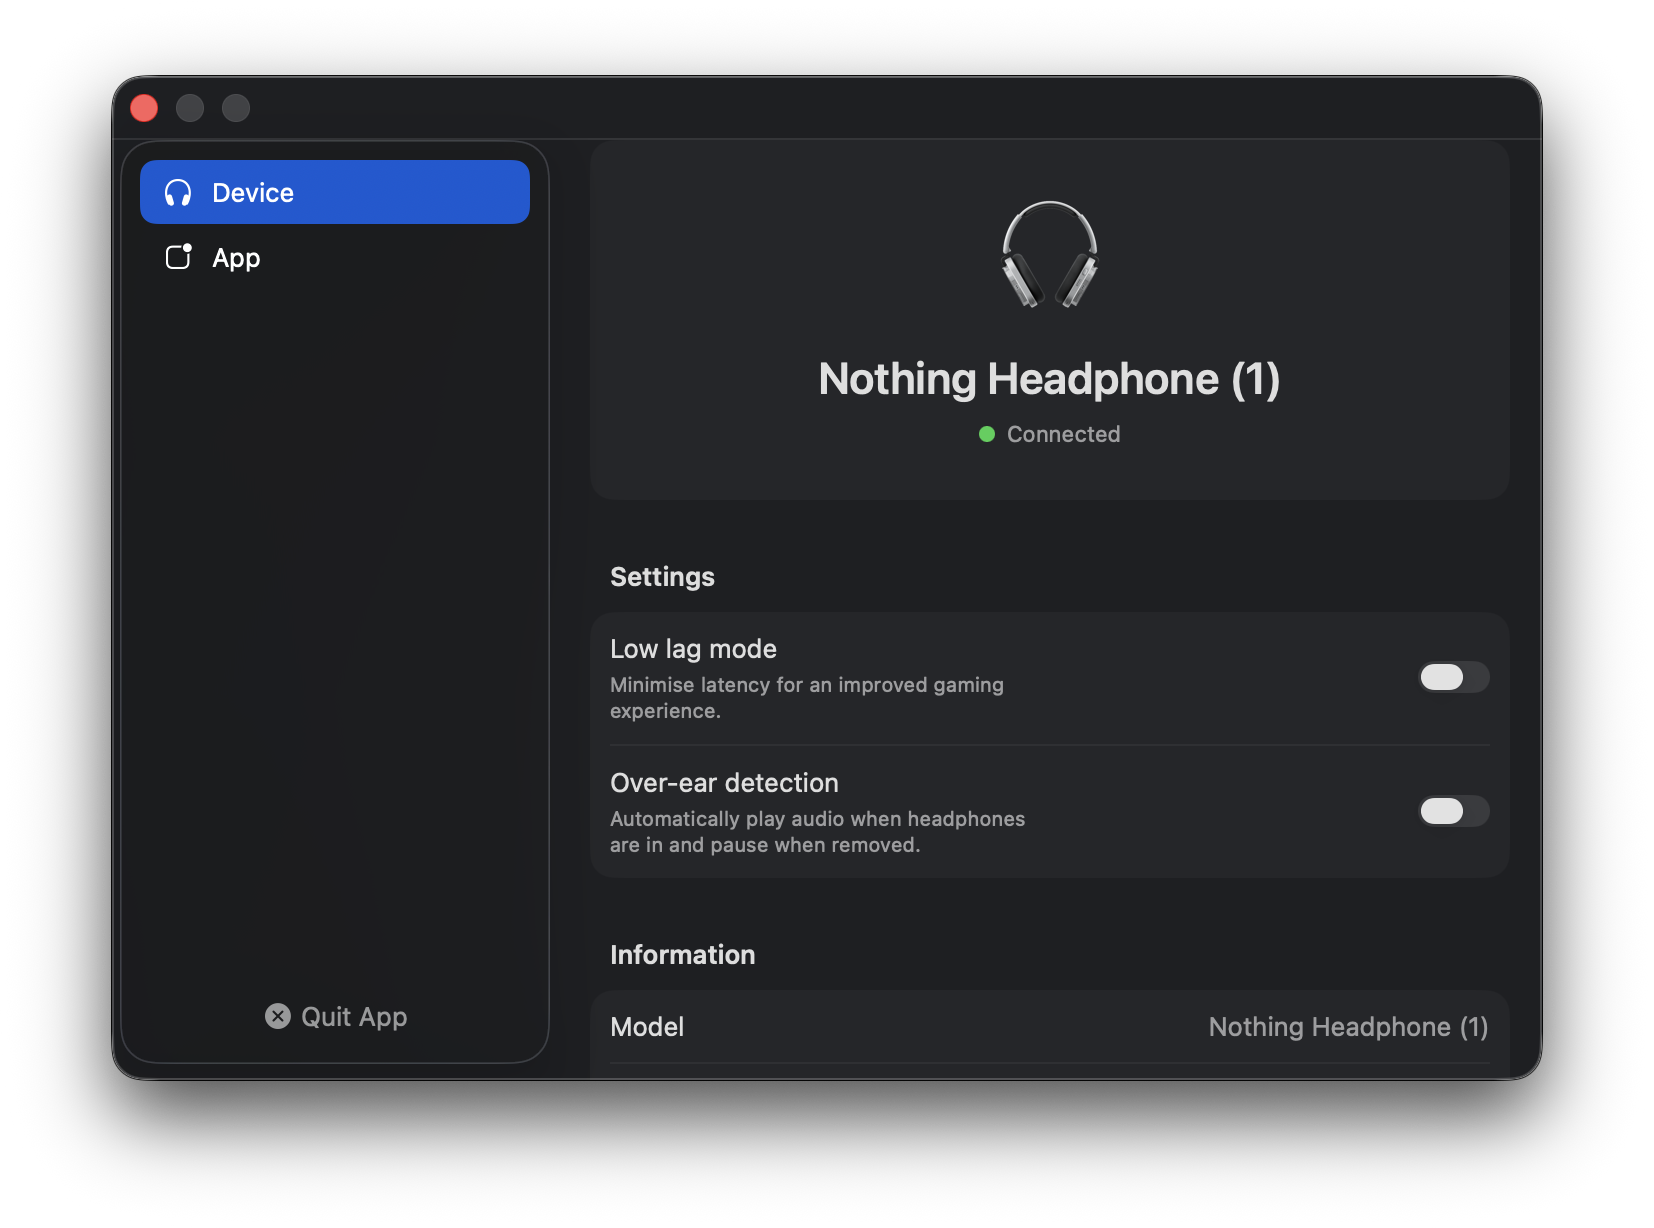 Device
App
Quit App
Nothing Headphone (1)
Connected
Settings
Low lag mode
Minimise latency for an improved gaming
experience.
Over-ear detection
Automatically play audio when headphones
are in and pause when removed.
Information
Model
Nothing Headphone (1)